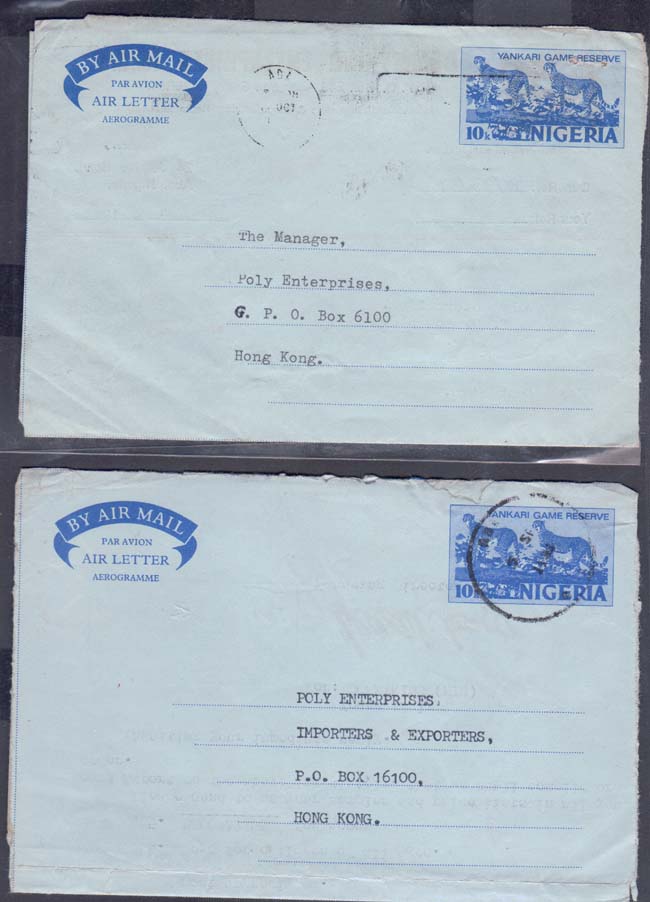 BY AIR MAIL
PAR AVION
AIR LETTER
AEROGRAMME
YANKARI GAME RESERVE
10k NIGERIA
OCT
The Manager,
Poly Enterprises,
G. P. O. Box 6100
Hong Kong.
BY AIR MAIL
PAR AVION
AIR LETTER
AEROGRAMME
YANKARI GAME RESERVE
10k NIGERIA
POLY ENTERPRISES,
IMPORTERS & EXPORTERS,
P.O. BOX 16100,
HONG KONG.